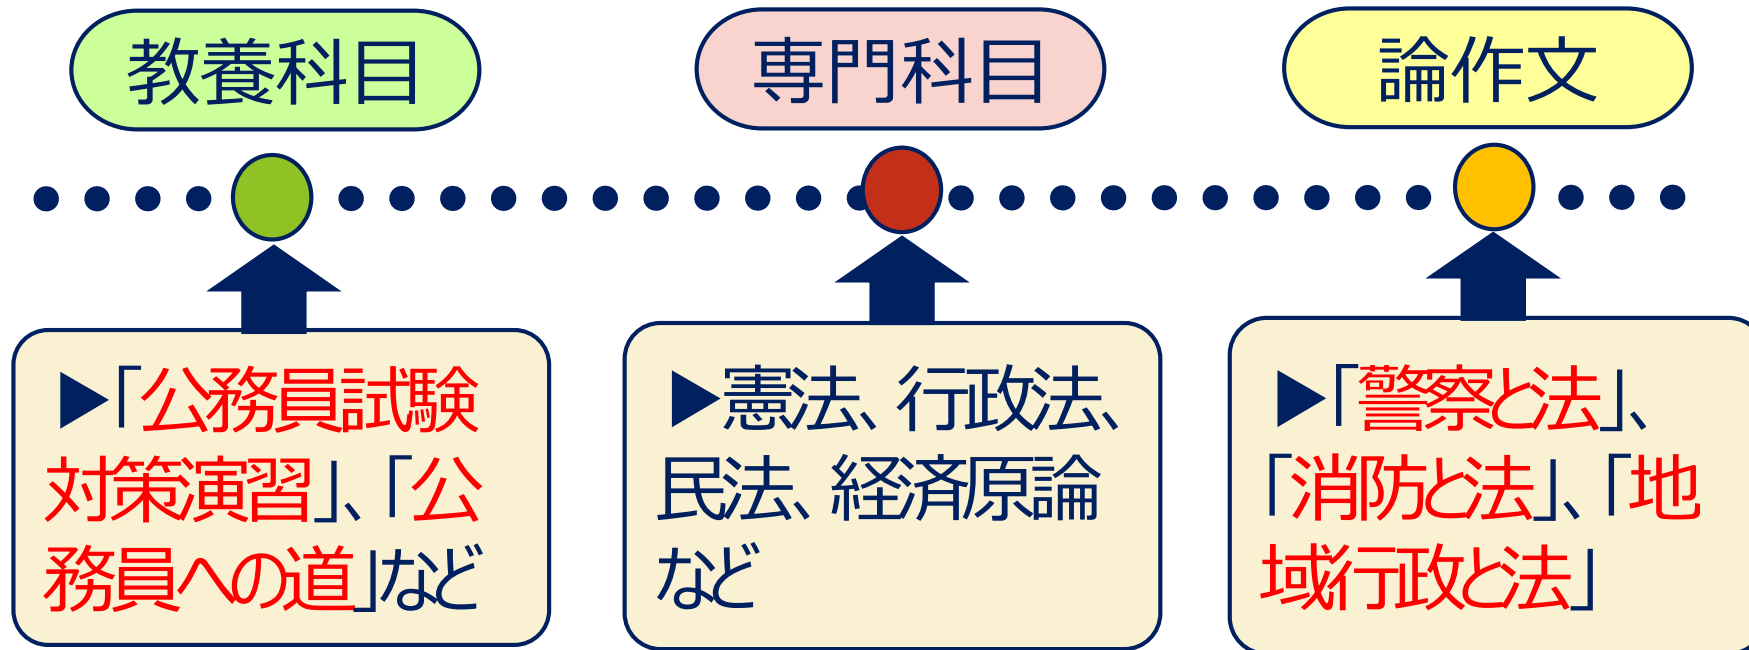 教養科目
専門科目
論作文
▶「公務員試験
対策演習」、「公
務員への道」など
▶憲法、行政法、
民法、経済原論
など
▶「警察と法」、
「消防と法」、「地
域行政と法」